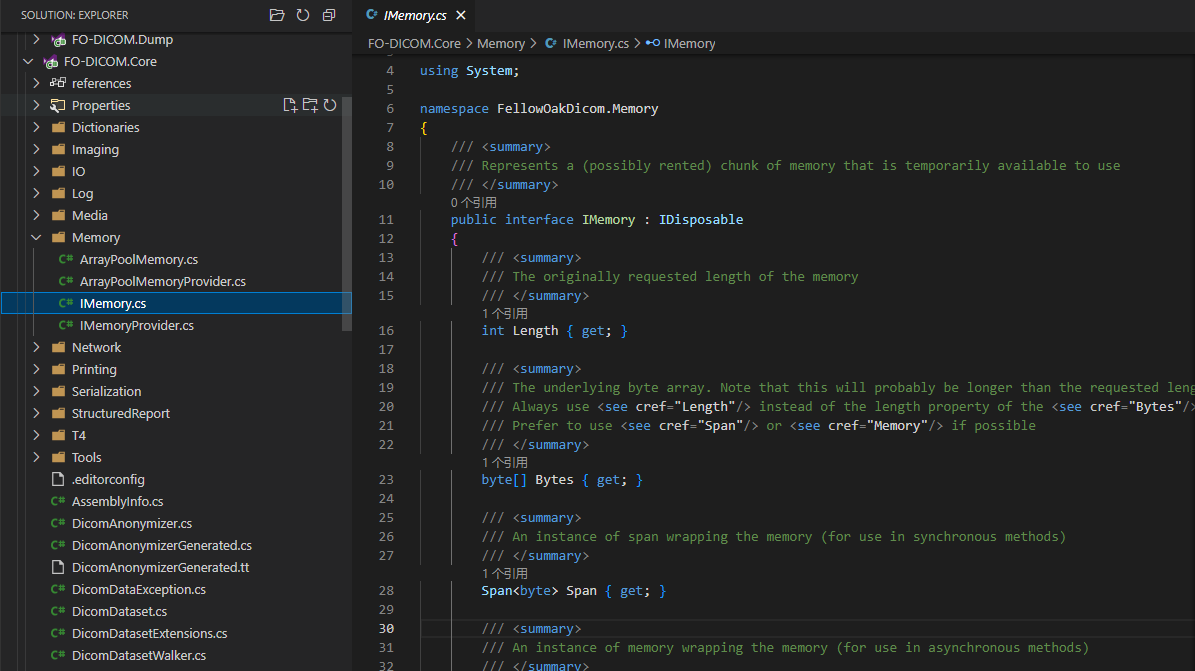 SOLUTION: EXPLORER
FO-DICOM.Dump
FO-DICOM.Core
references
Properties
Dictionaries
Imaging
IO
Log
Media
Memory
C# ArrayPoolMemory.cs
C# ArrayPoolMemoryProvider.cs
C# IMemory.cs
C# IMemoryProvider.cs
Network
Printing
Serialization
StructuredReport
T4
Tools
.editorconfig
C# AssemblyInfo.cs
C# DicomAnonymizer.cs
C# DicomAnonymizerGenerated.cs
DicomAnonymizerGenerated.tt
C# DicomDataException.cs
C# DicomDataset.cs
C# DicomDatasetExtensions.cs
C# DicomDatasetWalker.cs
IMemory.cs
FO-DICOM.Core > Memory > IMemory.cs > IMemory
4 using System;
5
6 namespace FellowOakDicom.Memory
7 {
8 /// <summary>
9 /// Represents a (possibly rented) chunk of memory that is temporarily available to use
10 /// </summary>
0 个引用
11 public interface IMemory : IDisposable
12 {
13 /// <summary>
14 /// The originally requested length of the memory
15 /// </summary>
1 个引用
16 int Length { get; }
17
18 /// <summary>
19 /// The underlying byte array. Note that this will probably be longer than the requested leng
20 /// Always use <see cref="Length"/> instead of the length property of the <see cref="Bytes"/>
21 /// Prefer to use <see cref="Span"/> or <see cref="Memory"/> if possible
22 /// </summary>
1 个引用
23 byte[] Bytes { get; }
24
25 /// <summary>
26 /// An instance of span wrapping the memory (for use in synchronous methods)
27 /// </summary>
1 个引用
28 Span<byte> Span { get; }
29
30 /// <summary>
31 /// An instance of memory wrapping the memory (for use in asynchronous methods)
32 /// </summary>